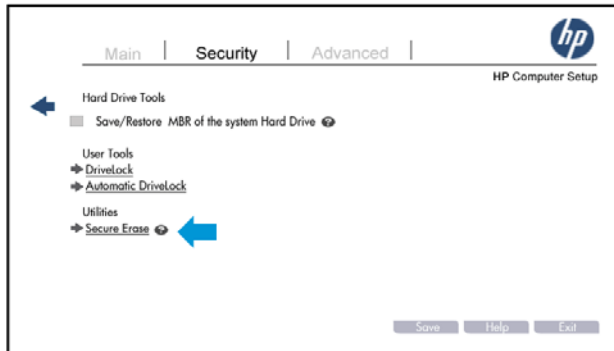 hp
Main | Security | Advanced |
HP Computer Setup
Hard Drive Tools
Save/Restore MBR of the system Hard Drive ?
User Tools
DriveLock
Automatic DriveLock
Utilities
Secure Erase ?
Save Help Exit